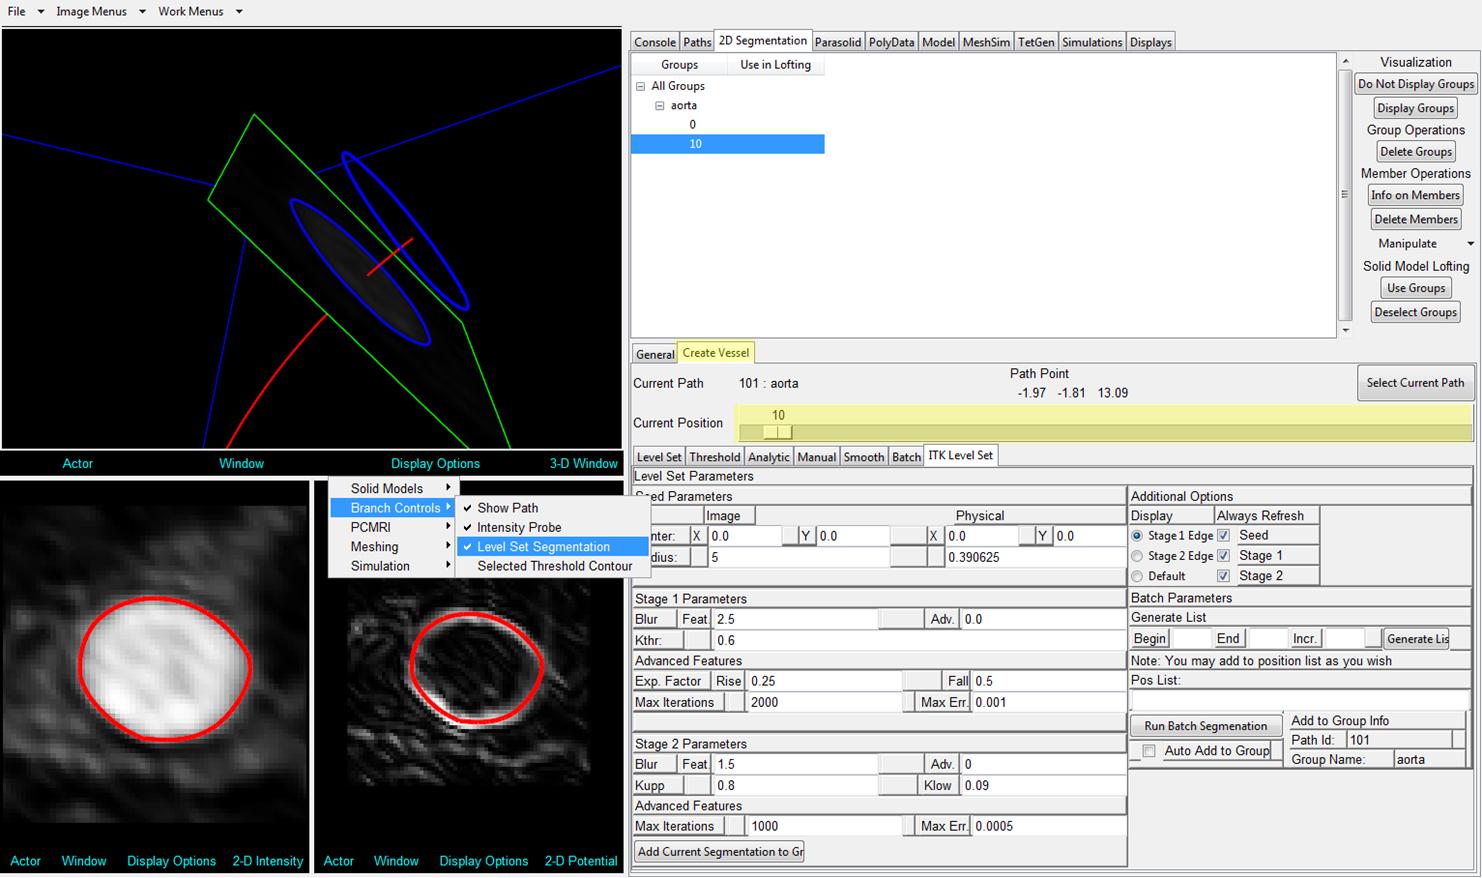 File Image Menus Work Menus
Console Paths 2D Segmentation Parasolid PolyData Model MeshSim TetGen Simulations Displays
Groups Use in Lofting
All Groups
aorta
0
10
Visualization
Do Not Display Groups
Display Groups
Group Operations
Delete Groups
Member Operations
Info on Members
Delete Members
Manipulate
Solid Model Lofting
Use Groups
Deselect Groups
General Create Vessel
Current Path 101 : aorta Path Point
-1.97 -1.81 13.09
Select Current Path
Current Position 10
Actor Window Display Options 3-D Window
Level Set Threshold Analytic Manual Smooth Batch ITK Level Set
Level Set Parameters
Solid Models
Branch Controls
PCMRI
Meshing
Simulation
Show Path
Intensity Probe
Level Set Segmentation
Selected Threshold Contour
Seed Parameters
Image Physical
nter: X 0.0 Y 0.0 X 0.0 Y 0.0
dius: 5 0.390625
Stage 1 Parameters
Blur Feat. 2.5 Adv. 0.0
Kthr: 0.6
Advanced Features
Exp. Factor Rise 0.25 Fall 0.5
Max Iterations 2000 Max Err. 0.001
Stage 2 Parameters
Blur Feat. 1.5 Adv. 0
Kupp 0.8 Klow 0.09
Advanced Features
Max Iterations 1000 Max Err. 0.0005
Add Current Segmentation to Gr
Additional Options
Display Always Refresh
Stage 1 Edge Seed
Stage 2 Edge Stage 1
Default Stage 2
Batch Parameters
Generate List
Begin End Incr. Generate Lis
Note: You may add to position list as you wish
Pos List:
Run Batch Segmenation
Auto Add to Group
Add to Group Info
Path Id: 101
Group Name: aorta
Actor Window Display Options 2-D Intensity
Actor Window Display Options 2-D Potential